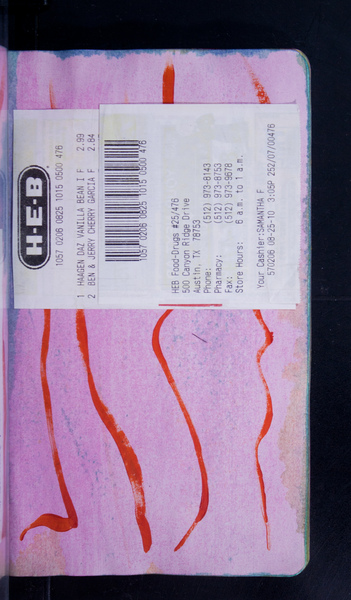 H-E-B
1057 0206 0825 1015 0500 476
1 HAAGEN DAZ VANILLA BEAN I F 2.99
2 BEN & JERRY CHERRY GARCIA F 2.84
1057 0206 0825 1015 0500 476
HEB Food-Drugs #25/476
500 Canyon Ridge Drive
Austin, TX 78753
Phone: (512) 973-8143
Pharmacy: (512) 973-8753
Fax: (512) 973-9678
Store Hours: 6 a.m. to 1 a.m.
Your Cashier:SAMANTHA F
570206 08-25-10 3:05P 252/07/00476